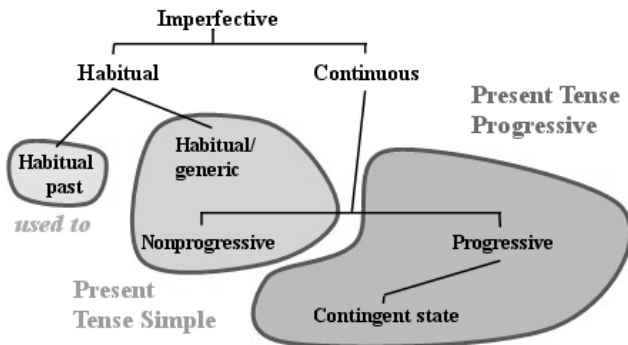 Imperfective
Habitual
Continuous
Present Tense
Progressive
Habitual/
generic
Habitual
past
used to
Nonprogressive
Progressive
Present
Tense Simple
Contingent state